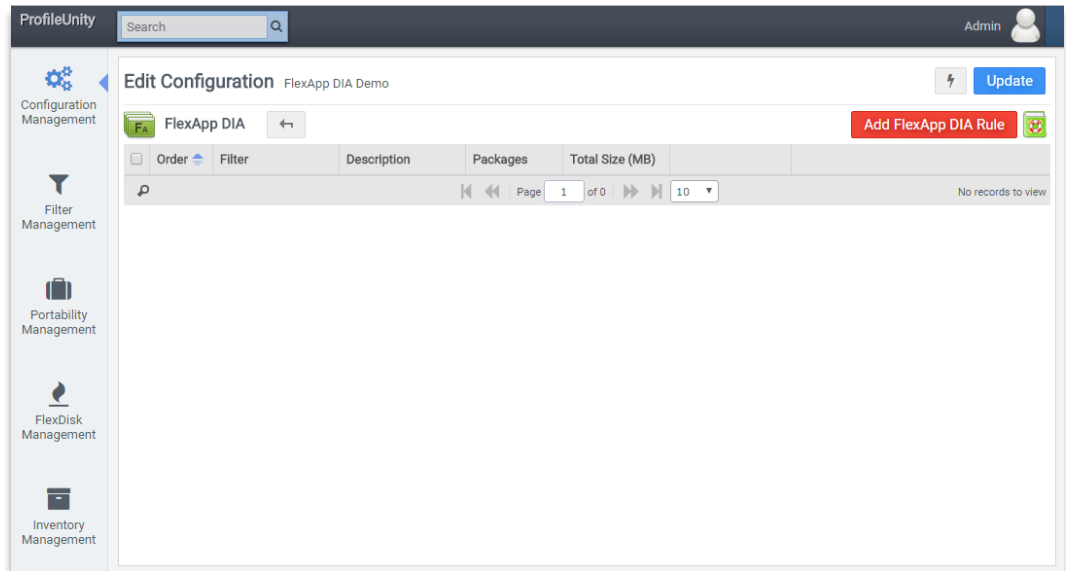 ProfileUnity
Search
Admin
Configuration
Management
Filter
Management
Portability
Management
FlexDisk
Management
Inventory
Management
Edit Configuration FlexApp DIA Demo
Update
FA FlexApp DIA
Add FlexApp DIA Rule
Order Filter Description Packages Total Size (MB)
Page 1 of 0 10 No records to view